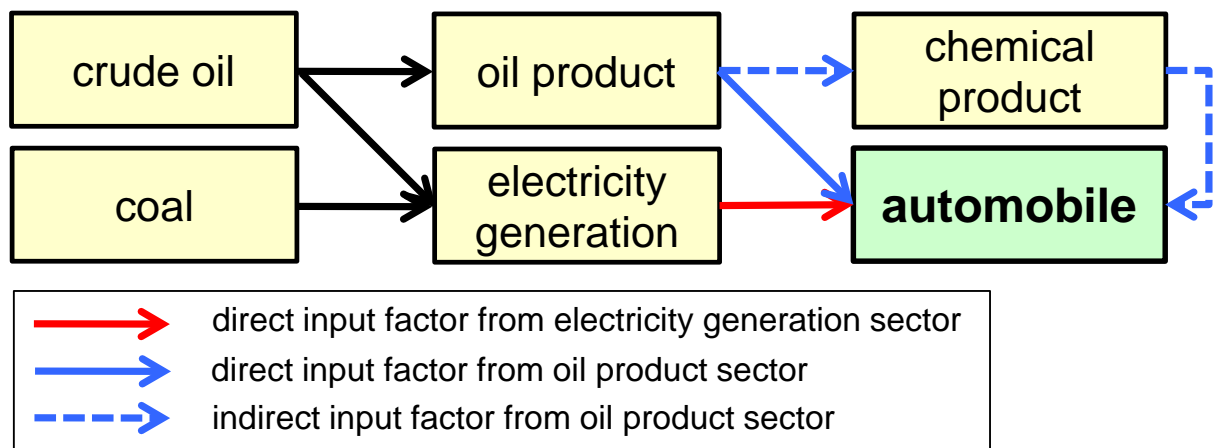 crude oil
oil product
chemical
product
coal
electricity
generation
automobile
direct input factor from electricity generation sector
direct input factor from oil product sector
indirect input factor from oil product sector